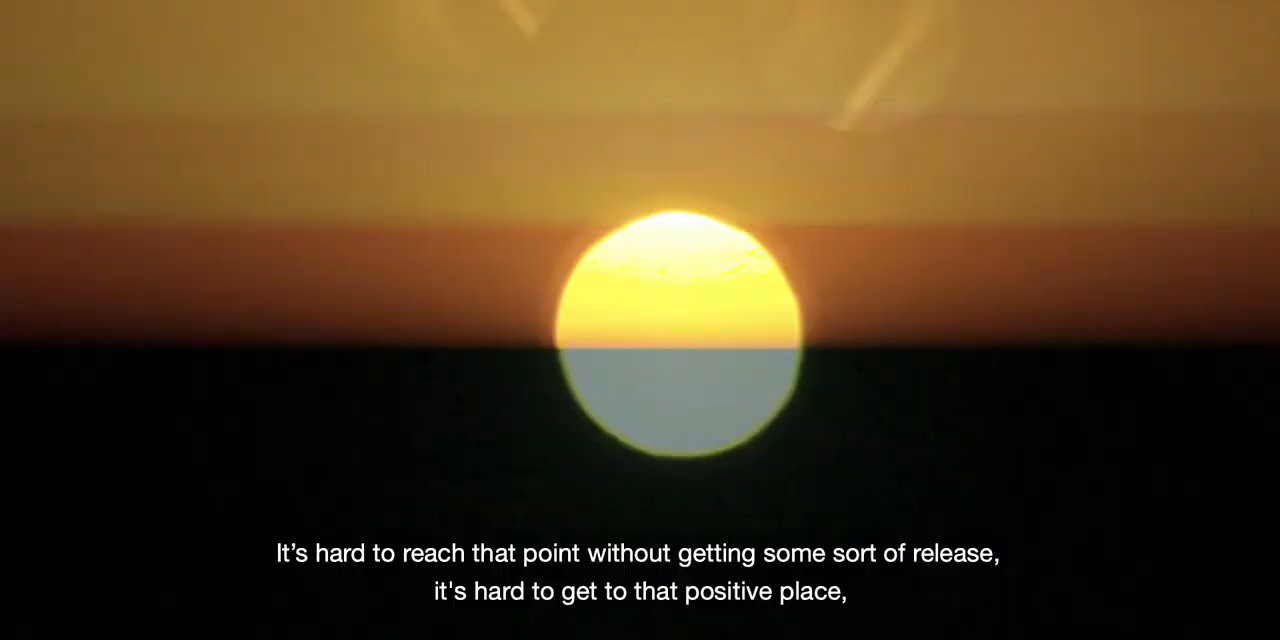 It’s hard to reach that point without getting some sort of release,
it's hard to get to that positive place,